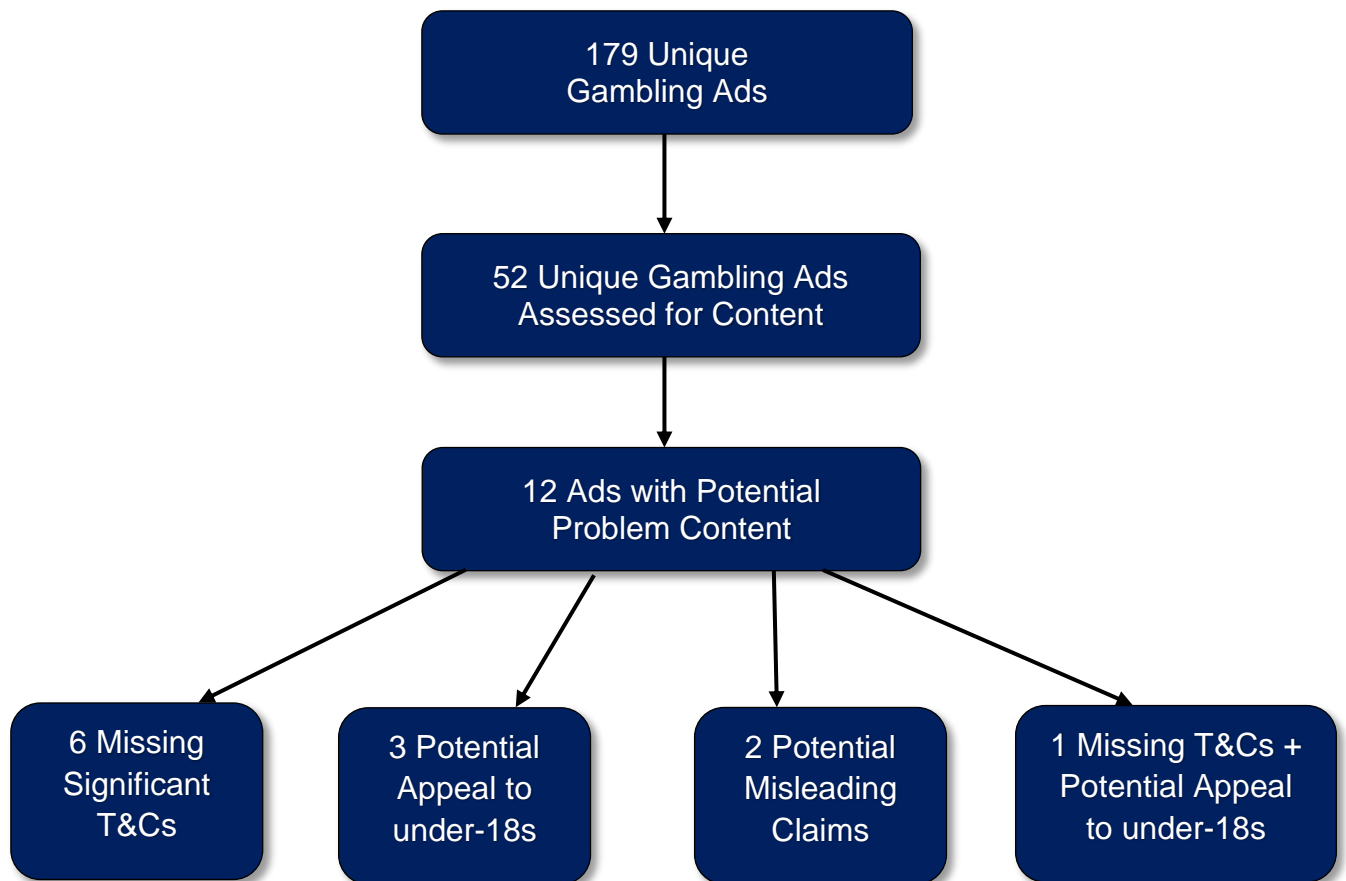 179 Unique
Gambling Ads
52 Unique Gambling Ads
Assessed for Content
12 Ads with Potential
Problem Content
6 Missing
Significant
T&Cs
3 Potential
Appeal to
under-18s
2 Potential
Misleading
Claims
1 Missing T&Cs +
Potential Appeal
to under-18s